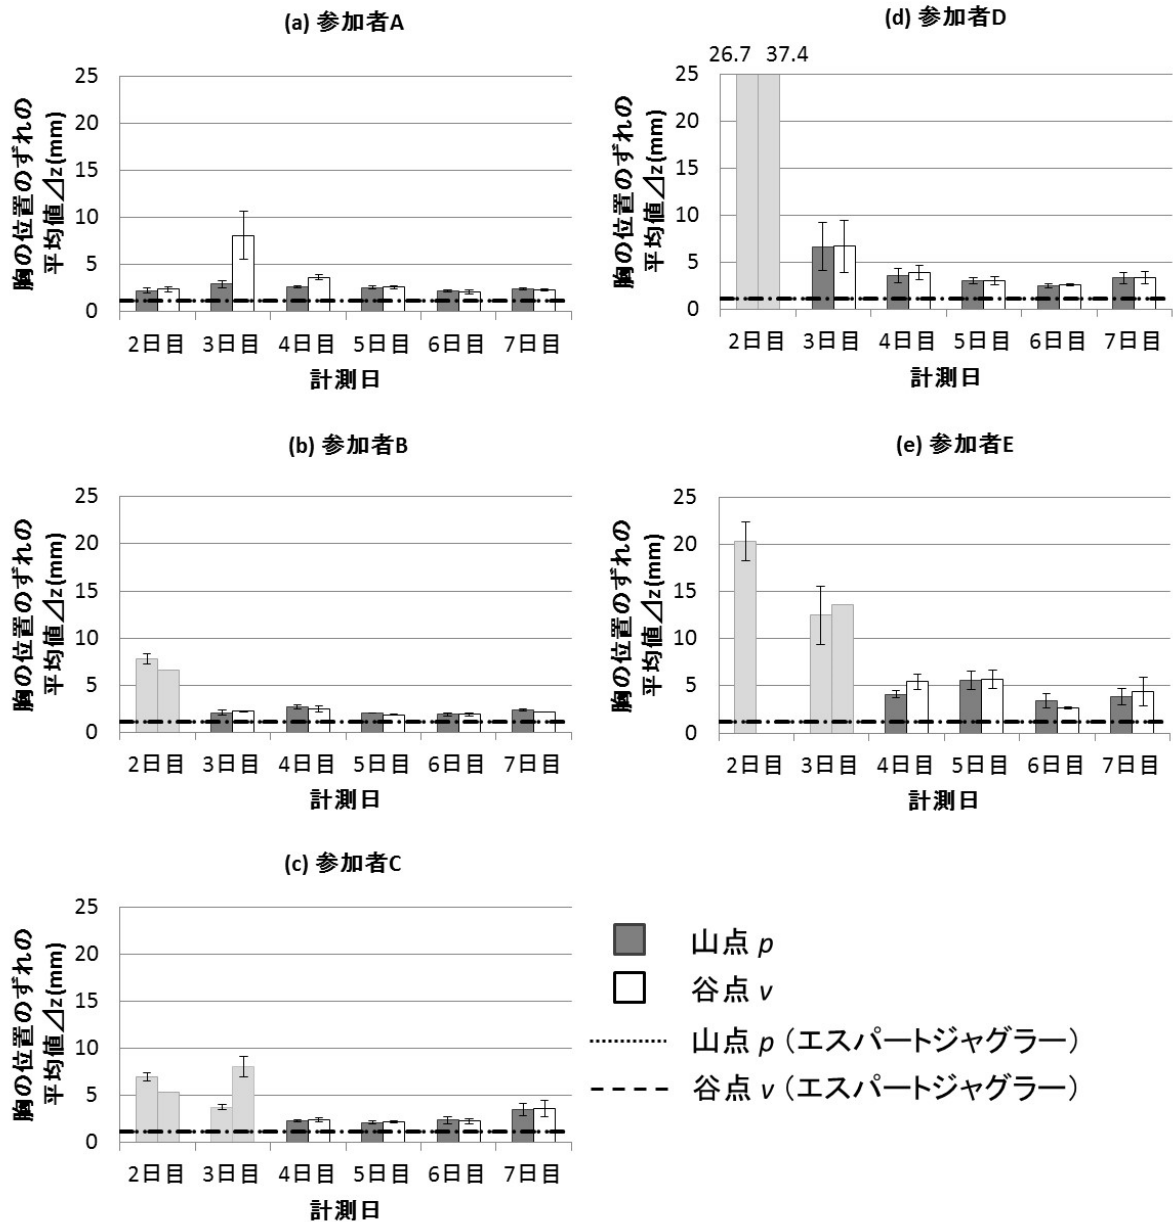 (a) 参加者A
胸の位置のずれの
平均値⊿z(mm)
25
20
15
10
5
0
2日目 3日目 4日目 5日目 6日目 7日目
計測日
(b) 参加者B
胸の位置のずれの
平均値⊿z(mm)
25
20
15
10
5
0
2日目 3日目 4日目 5日目 6日目 7日目
計測日
(c) 参加者C
胸の位置のずれの
平均値⊿z(mm)
25
20
15
10
5
0
2日目 3日目 4日目 5日目 6日目 7日目
計測日
(d) 参加者D
26.7 37.4
胸の位置のずれの
平均値⊿z(mm)
25
20
15
10
5
0
2日目 3日目 4日目 5日目 6日目 7日目
計測日
(e) 参加者E
胸の位置のずれの
平均値⊿z(mm)
25
20
15
10
5
0
2日目 3日目 4日目 5日目 6日目 7日目
計測日
山点 p
谷点 v
山点 p（エスパートジャグラー）
谷点 v（エスパートジャグラー）